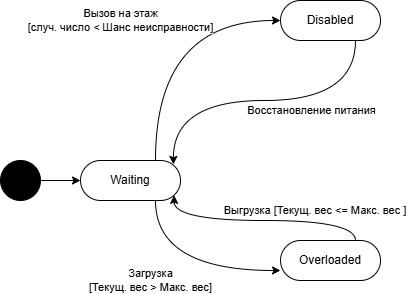 Вызов на этаж
[случ. число < Шанс неисправности]
Disabled
Восстановление питания
Waiting
Выгрузка [Текущ. вес <= Макс. вес ]
Overloaded
Загрузка
[Текущ. вес > Макс. вес]